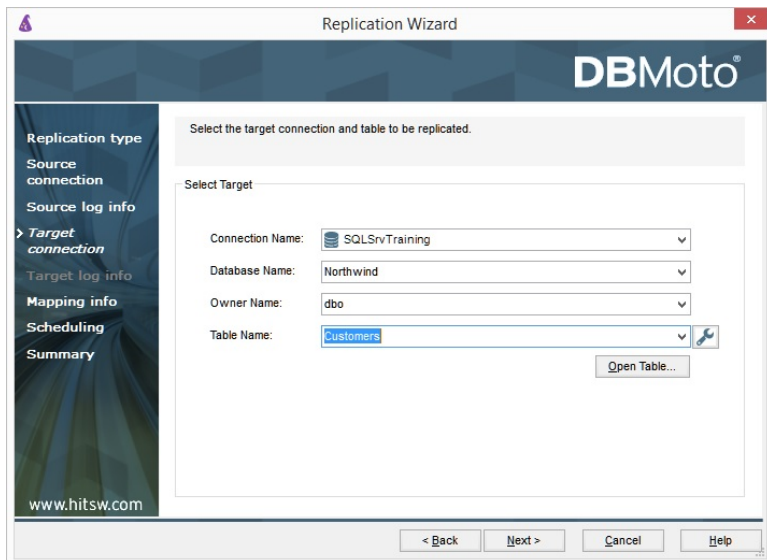 Replication Wizard
DBMoto®
Replication type
Source
connection
Source log info
Target
connection
Target log info
Mapping info
Scheduling
Summary
www.hitsw.com
Select the target connection and table to be replicated.
Select Target
Connection Name: SQLSrvTraining
Database Name: Northwind
Owner Name: dbo
Table Name: Customers
Open Table...
< Back Next > Cancel Help